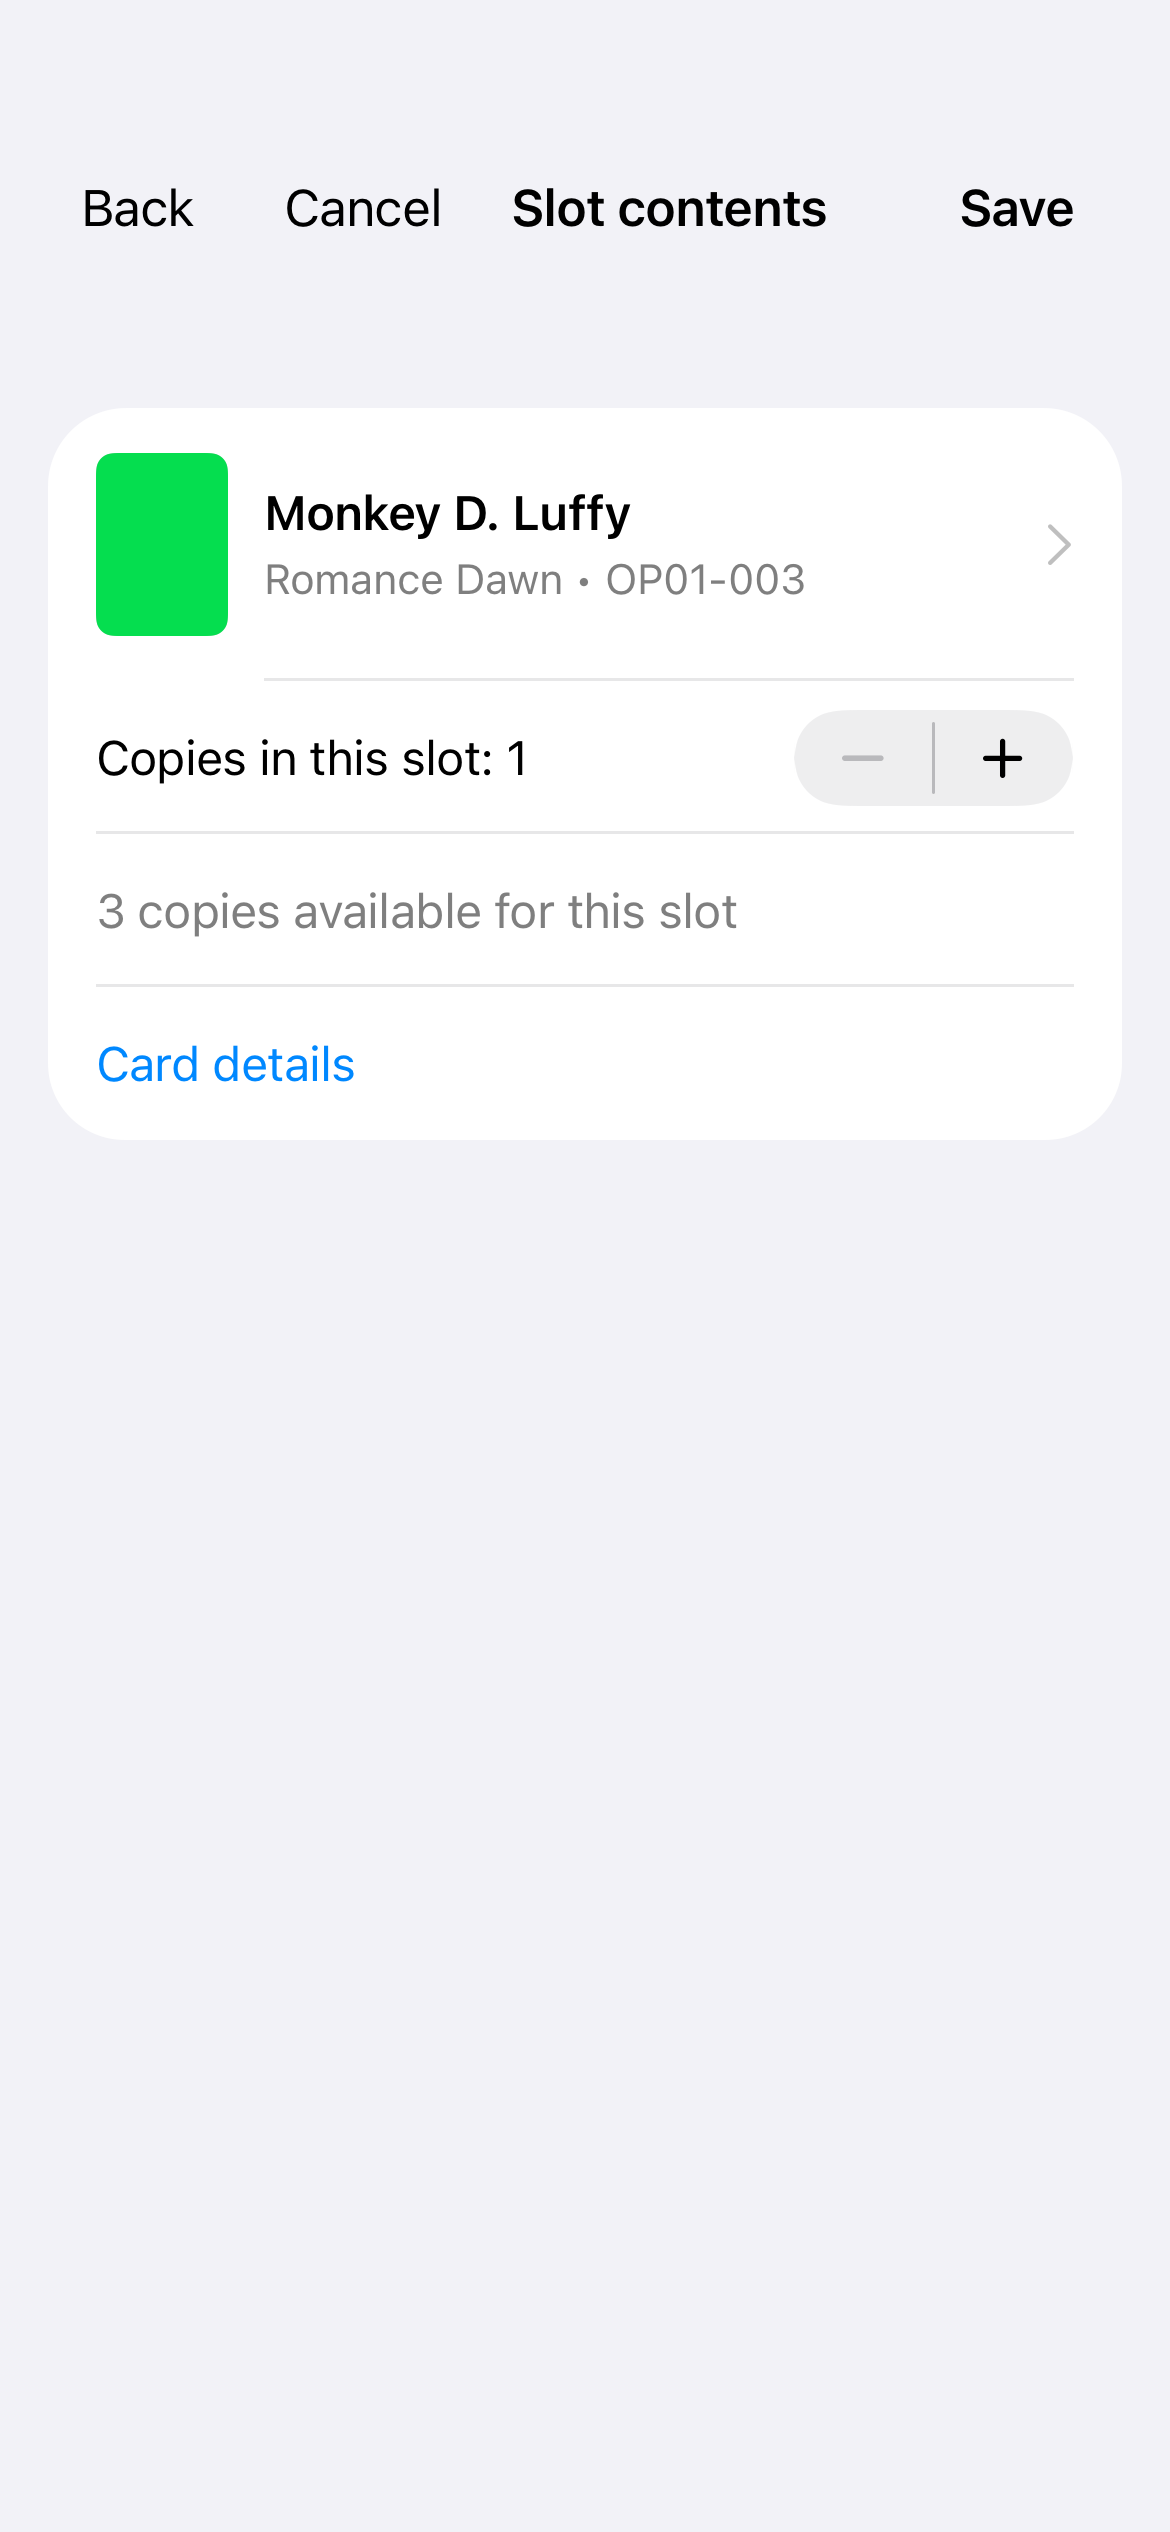 Back Cancel Slot contents Save
Monkey D. Luffy
Romance Dawn • OP01-003
Copies in this slot: 1
3 copies available for this slot
Card details